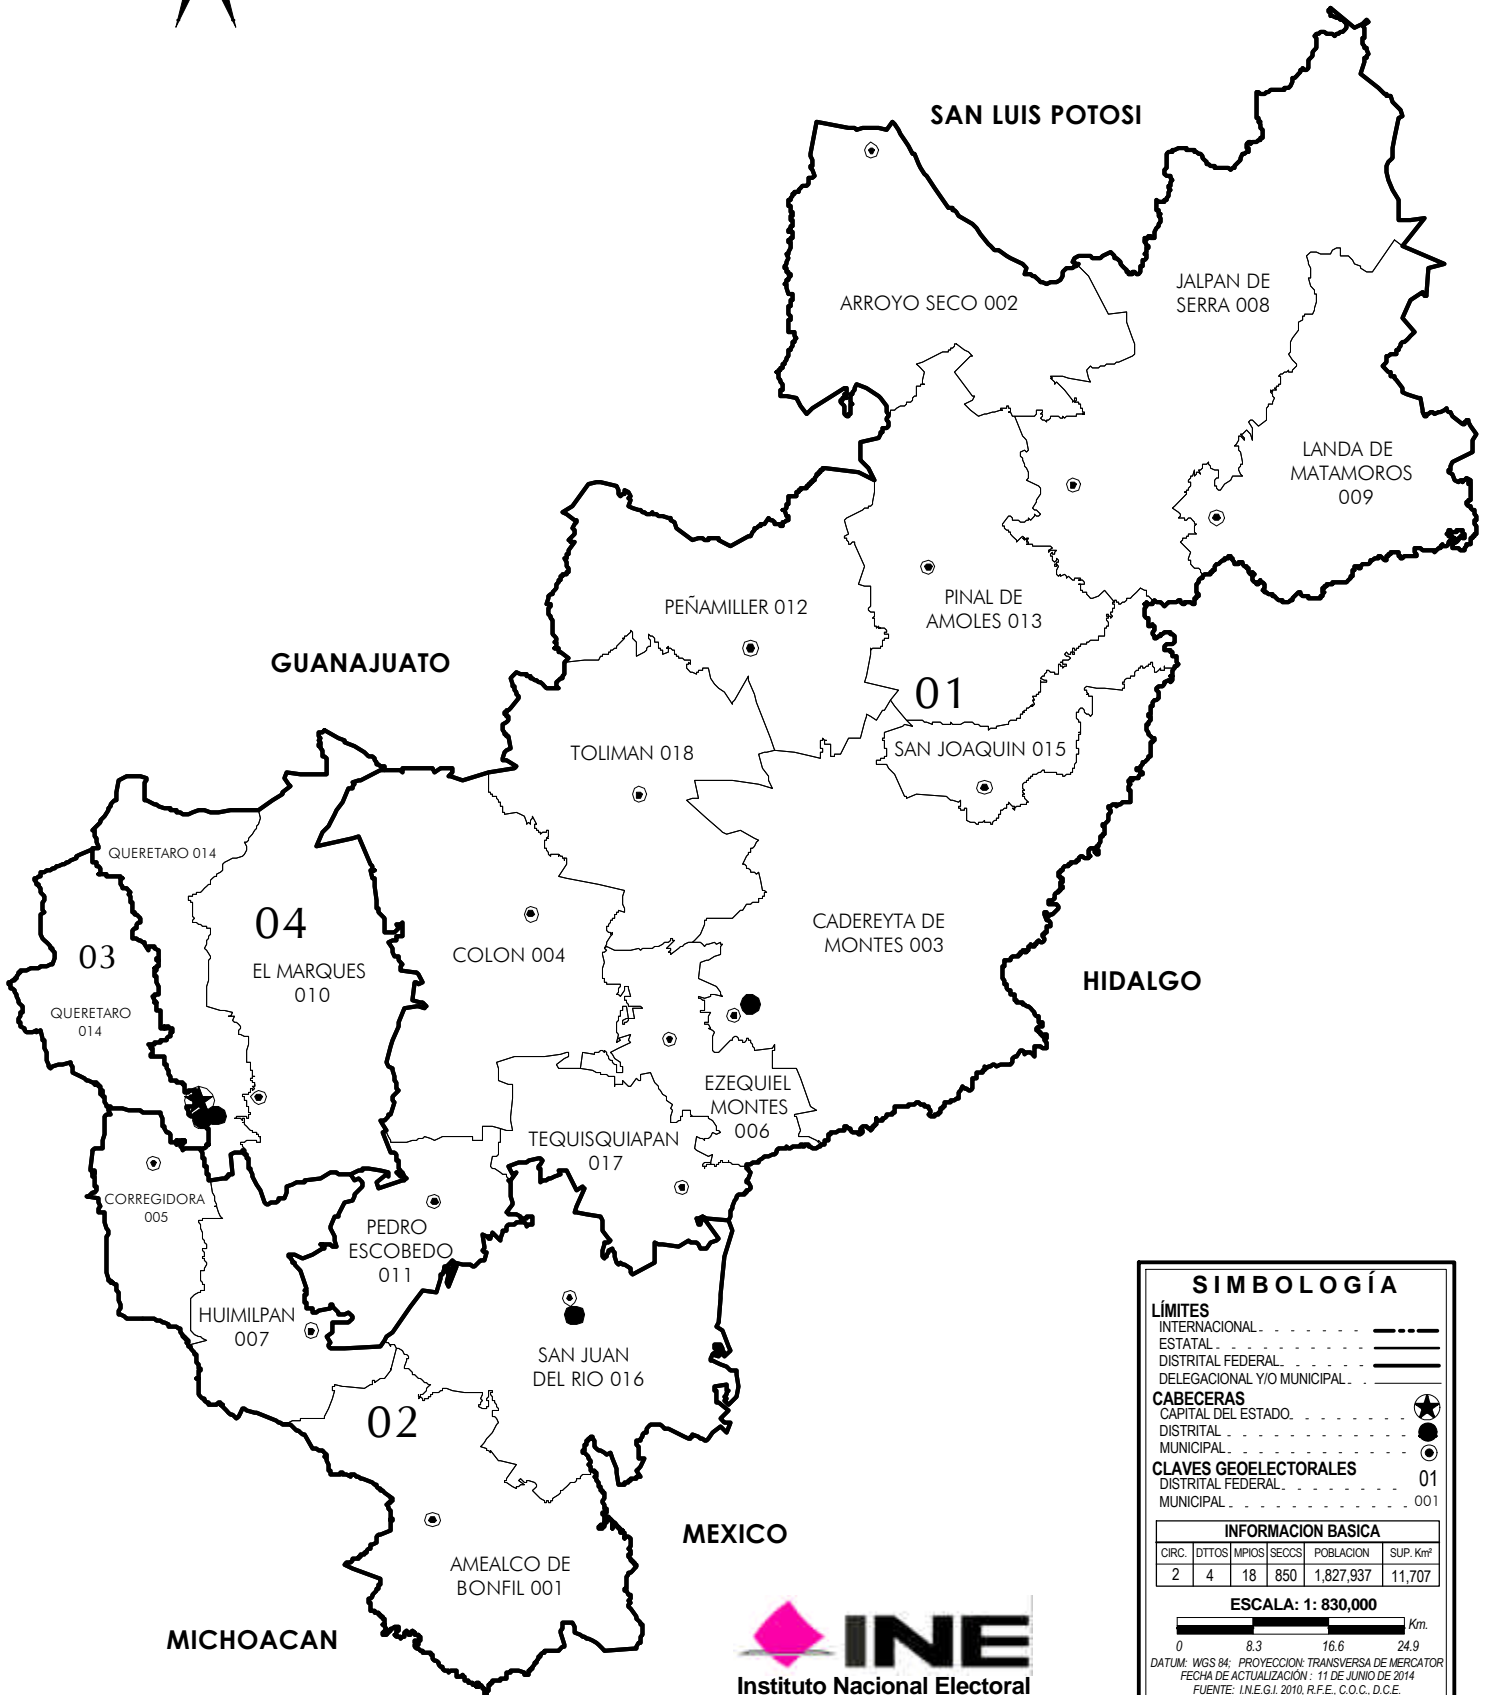 SAN LUIS POTOSI
ARROYO SECO 002
JALPAN DE
SERRA 008
LANDA DE
MATAMOROS
009
PEÑAMILLER 012
PINAL DE
AMOLES 013
01
GUANAJUATO
TOLIMAN 018
SAN JOAQUIN 015
QUERETARO 014
04
EL MARQUES
010
03
QUERETARO
014
COLON 004
CADEREYTA DE
MONTES 003
HIDALGO
EZEQUIEL
MONTES
006
TEQUISQUIAPAN
017
CORREGIDORA
005
PEDRO
ESCOBEDO
011
HUIMILPAN
007
SAN JUAN
DEL RIO 016
02
AMEALCO DE
BONFIL 001
MEXICO
MICHOACAN
INE
Instituto Nacional Electoral
SIMBOLOGÍA
LÍMITES
INTERNACIONAL
ESTATAL
DISTRITAL FEDERAL
DELEGACIONAL Y/O MUNICIPAL
CABECERAS
CAPITAL DEL ESTADO
DISTRITAL
MUNICIPAL
CLAVES GEOELECTORALES
DISTRITAL FEDERAL 01
MUNICIPAL 001
INFORMACION BASICA
CIRC. DTTOS MPIOS SECCS POBLACION SUP. Km²
2 4 18 850 1,827,937 11,707
ESCALA: 1: 830,000
Km.
0 8.3 16.6 24.9
DATUM: WGS 84; PROYECCION: TRANSVERSA DE MERCATOR
FECHA DE ACTUALIZACIÓN : 11 DE JUNIO DE 2014
FUENTE: I.N.E.G.I. 2010, R.F.E., C.O.C., D.C.E.